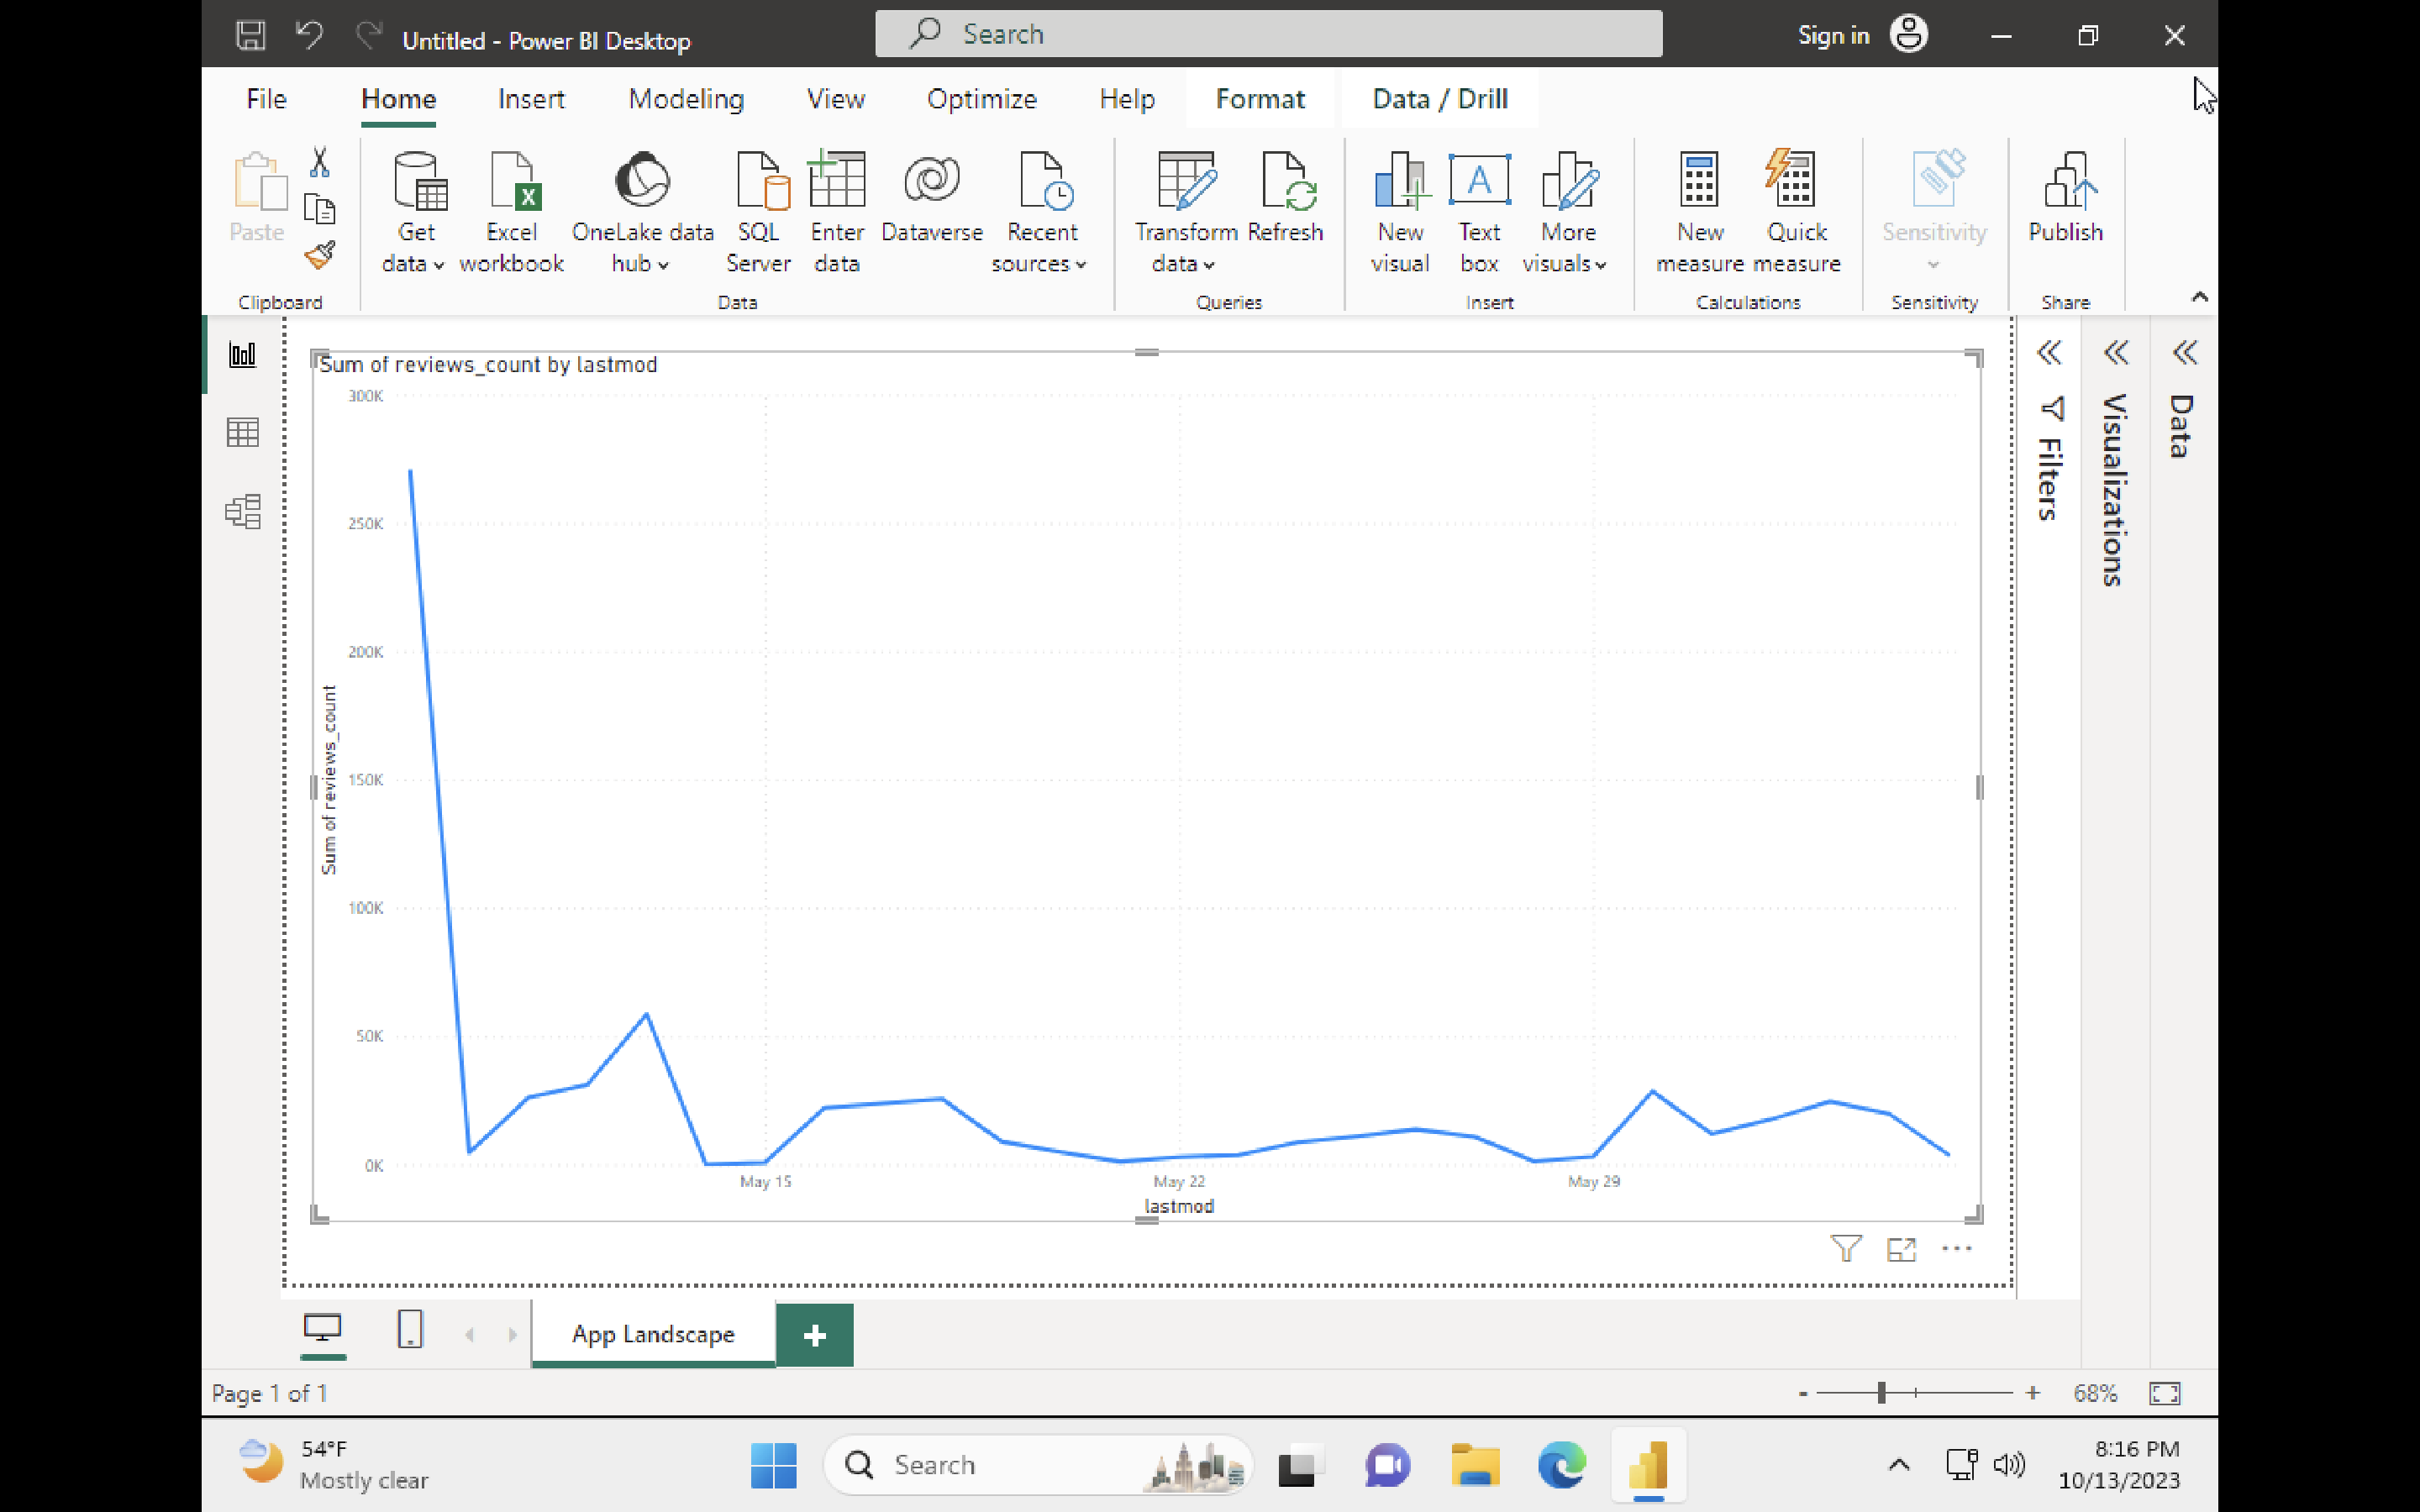 Untitled - Power BI Desktop
Search
Sign in
File
Home
Insert
Modeling
View
Optimize
Help
Format
Data / Drill
Paste
Get
data
Excel
workbook
OneLake data
hub
SQL
Server
Enter
data
Dataverse
Recent
sources
Transform
data
Refresh
New
visual
Text
box
More
visuals
New
measure
Quick
measure
Sensitivity
Publish
Clipboard
Data
Queries
Insert
Calculations
Sensitivity
Share
Sum of reviews_count by lastmod
300K
250K
200K
150K
100K
50K
0K
Sum of reviews_count
May 15
May 22
May 29
lastmod
Filters
Visualizations
Data
App Landscape
Page 1 of 1
- + 68%
54°F
Mostly clear
Search
8:16 PM
10/13/2023